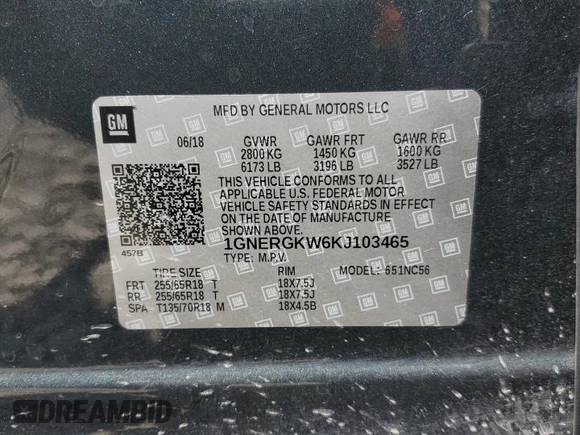 GM
MFD BY GENERAL MOTORS LLC
06/18 GVWR GAWR FRT GAWR RR
2800 KG 1450 KG 1600 KG
6173 LB 3196 LB 3527 LB
THIS VEHICLE CONFORMS TO ALL
APPLICABLE U.S. FEDERAL MOTOR
VEHICLE SAFETY STANDARDS IN EFFECT
ON THE DATE OF MANUFACTURE
SHOWN ABOVE.
457B 1GNERGKW6KJ103465
TYPE: M.P.V. MODEL: 651NC56
TIRE SIZE RIM
FRT 255/65R18 T 18X7.5J
RR 255/65R18 T 18X7.5J
SPA T135/70R18 M 18X4.5B
DREAMBID